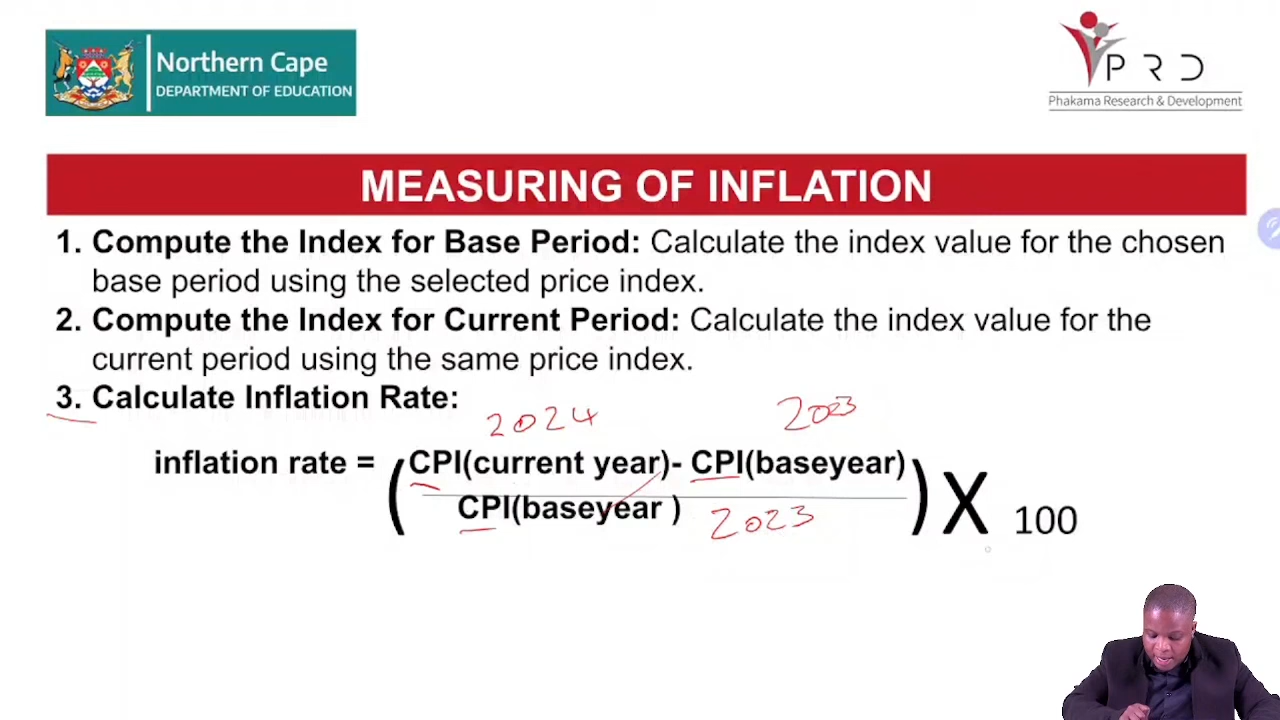 Northern Cape
DEPARTMENT OF EDUCATION
P R D
Phakama Research & Development
MEASURING OF INFLATION
1. Compute the Index for Base Period: Calculate the index value for the chosen
base period using the selected price index.
2. Compute the Index for Current Period: Calculate the index value for the
current period using the same price index.
3. Calculate Inflation Rate:
2024 2023
inflation rate = ( CPI(current year)- CPI(baseyear) ) X 100
CPI(baseyear ) 2023